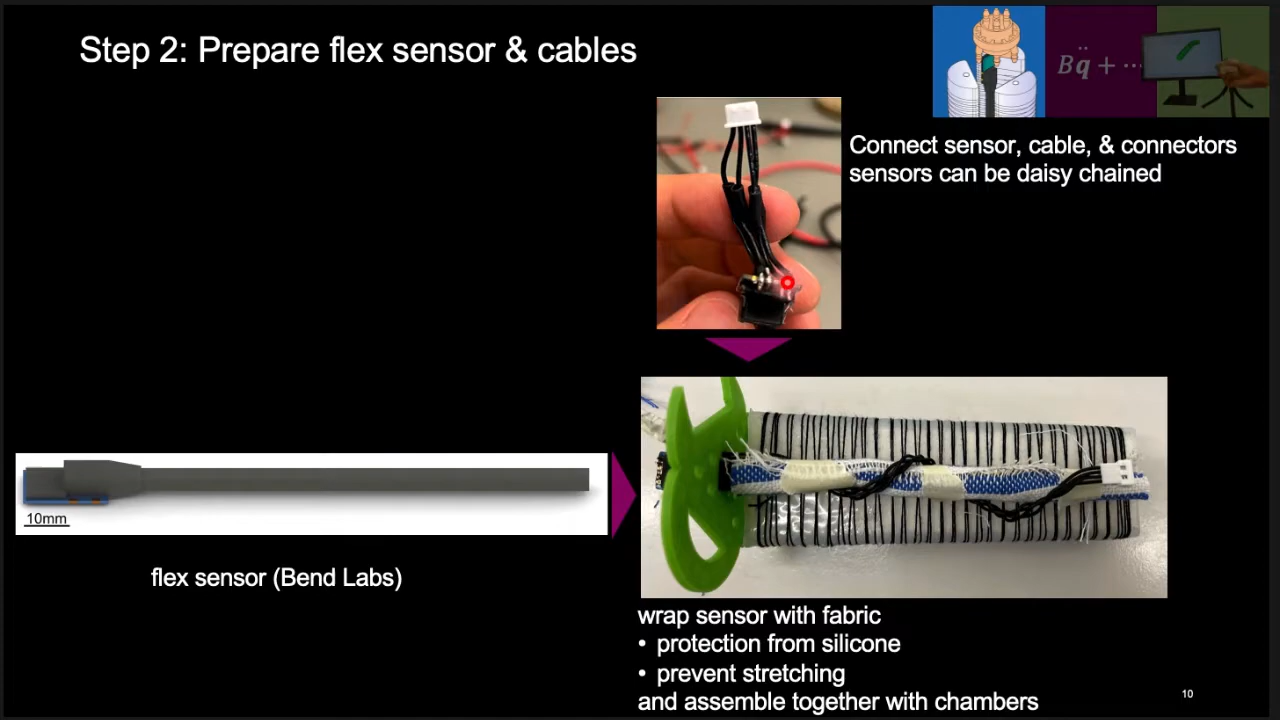 Step 2: Prepare flex sensor & cables
Bq̈ + ⋯
Connect sensor, cable, & connectors
sensors can be daisy chained
10mm
flex sensor (Bend Labs)
wrap sensor with fabric
• protection from silicone
• prevent stretching
and assemble together with chambers
10